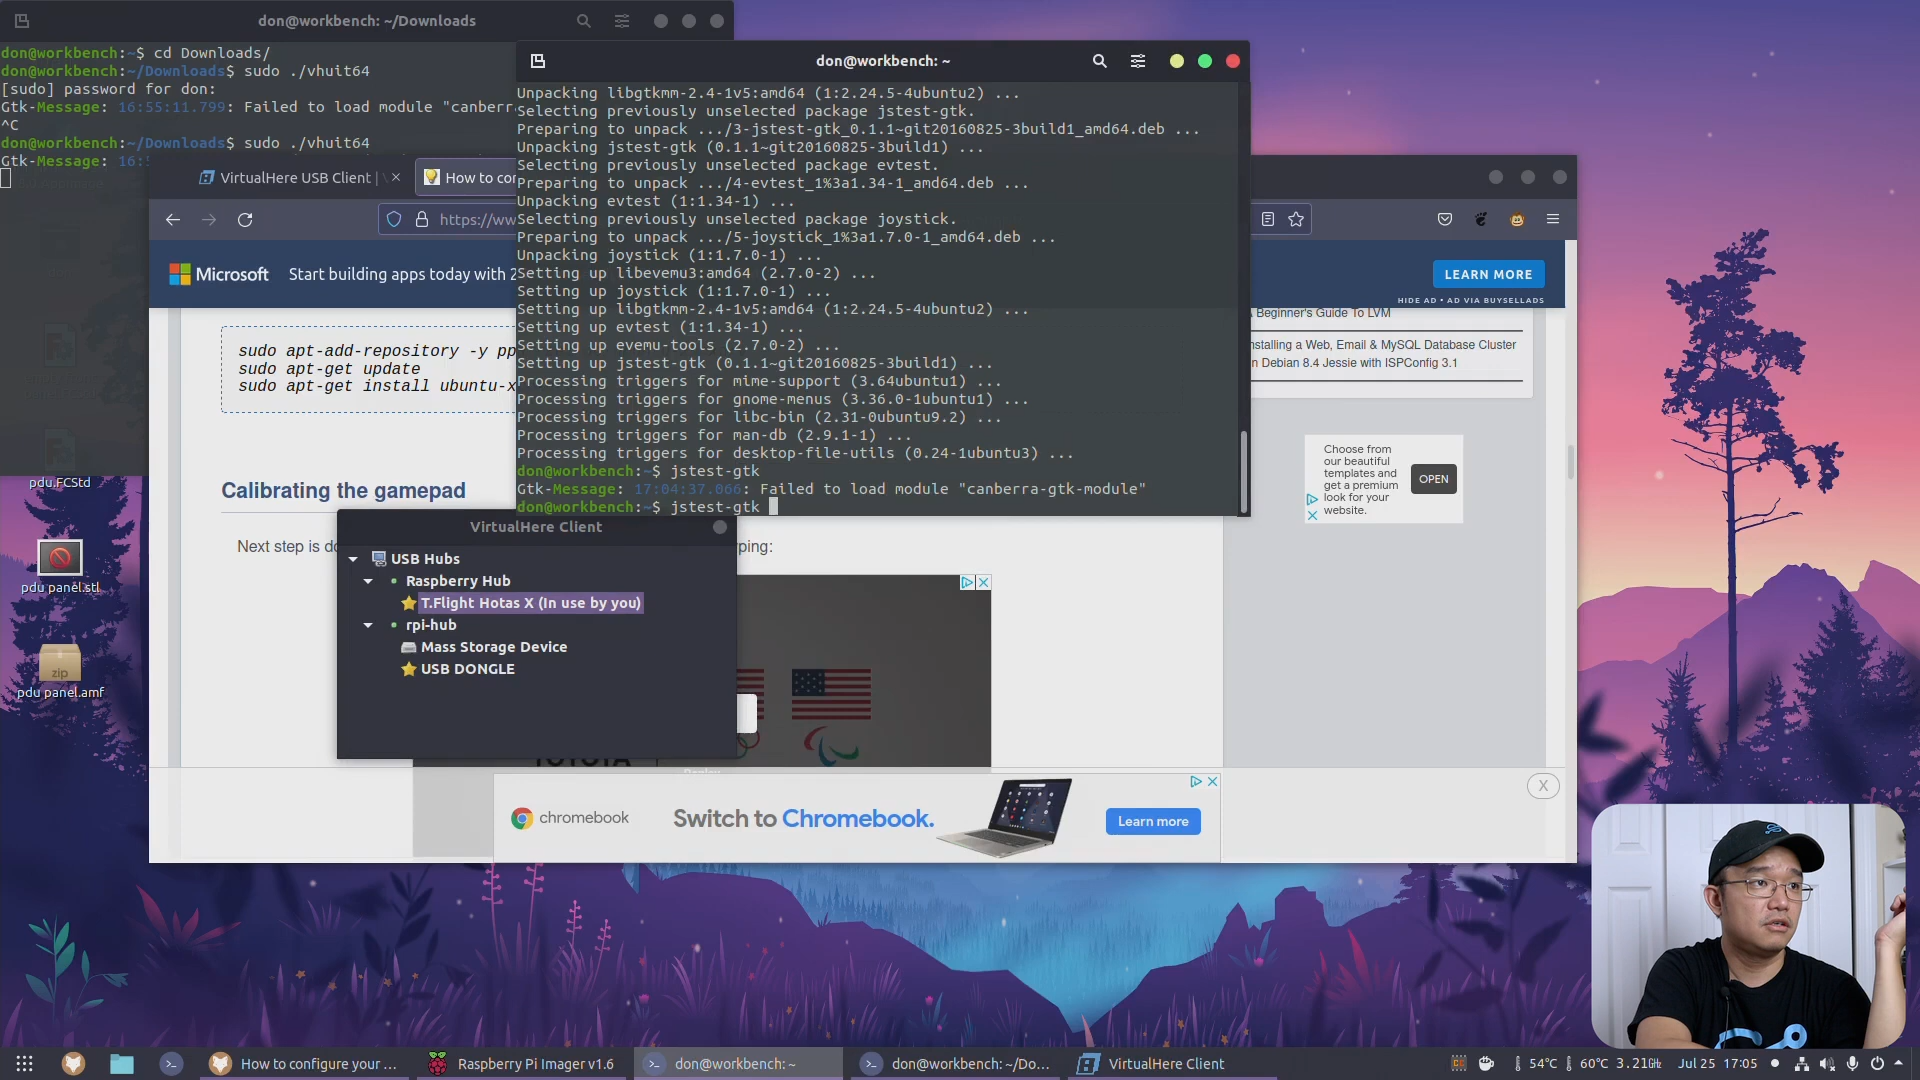 don@workbench: ~/Downloads
don@workbench:~$ cd Downloads/
don@workbench:~/Downloads$ sudo ./vhuit64
[sudo] password for don:
Gtk-Message: 16:55:11.799: Failed to load module "canberra-
^C
don@workbench:~/Downloads$ sudo ./vhuit64
Gtk-Message: 16:5
don@workbench: ~
Unpacking libgtkmm-2.4-1v5:amd64 (1:2.24.5-4ubuntu2) ...
Selecting previously unselected package jstest-gtk.
Preparing to unpack .../3-jstest-gtk_0.1.1~git20160825-3build1_amd64.deb ...
Unpacking jstest-gtk (0.1.1~git20160825-3build1) ...
Selecting previously unselected package evtest.
Preparing to unpack .../4-evtest_1%3a1.34-1_amd64.deb ...
Unpacking evtest (1:1.34-1) ...
Selecting previously unselected package joystick.
Preparing to unpack .../5-joystick_1%3a1.7.0-1_amd64.deb ...
Unpacking joystick (1:1.7.0-1) ...
Setting up libevemu3:amd64 (2.7.0-2) ...
Setting up joystick (1:1.7.0-1) ...
Setting up libgtkmm-2.4-1v5:amd64 (1:2.24.5-4ubuntu2) ...
Setting up evtest (1:1.34-1) ...
Setting up evemu-tools (2.7.0-2) ...
Setting up jstest-gtk (0.1.1~git20160825-3build1) ...
Processing triggers for mime-support (3.64ubuntu1) ...
Processing triggers for gnome-menus (3.36.0-1ubuntu1) ...
Processing triggers for libc-bin (2.31-0ubuntu9.2) ...
Processing triggers for man-db (2.9.1-1) ...
Processing triggers for desktop-file-utils (0.24-1ubuntu3) ...
don@workbench:~$ jstest-gtk
Gtk-Message: 17:04:37.066: Failed to load module "canberra-gtk-module"
don@workbench:~$ jstest-gtk
VirtualHere USB Client |
How to con
https://ww
Microsoft
Start building apps today with 2
LEARN MORE
HIDE AD • AD VIA BUYSELLADS
sudo apt-add-repository -y pp
sudo apt-get update
sudo apt-get install ubuntu-x
Beginner's Guide To LVM
nstalling a Web, Email & MySQL Database Cluster
n Debian 8.4 Jessie with ISPConfig 3.1
Choose from
our beautiful
templates and
get a premium
look for your
website.
OPEN
Calibrating the gamepad
Next step is do
ping:
VirtualHere Client
USB Hubs
Raspberry Hub
T.Flight Hotas X (In use by you)
rpi-hub
Mass Storage Device
USB DONGLE
TOYOTA
chromebook
Switch to Chromebook.
Learn more
X
pdu.FCStd
pdu panel.stl
zip
pdu panel.amf
How to configure your ...
Raspberry Pi Imager v1.6
don@workbench: ~
don@workbench: ~/Do...
VirtualHere Client
54°C
60°C 3.21GHz
Jul 25 17:05